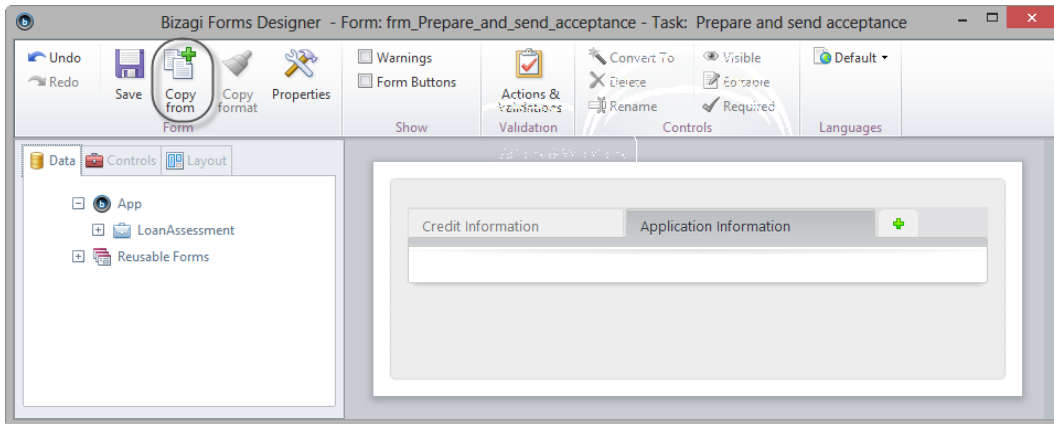 Bizagi Forms Designer - Form: frm_Prepare_and_send_acceptance - Task: Prepare and send acceptance
Undo
Redo
Save
Copy from
Copy format
Properties
Form
Warnings
Form Buttons
Show
Actions &
Validations
Validation
Convert To
Delete
Rename
Visible
Editable
Required
Controls
Default
Languages
Data
Controls
Layout
App
LoanAssessment
Reusable Forms
Credit Information
Application Information